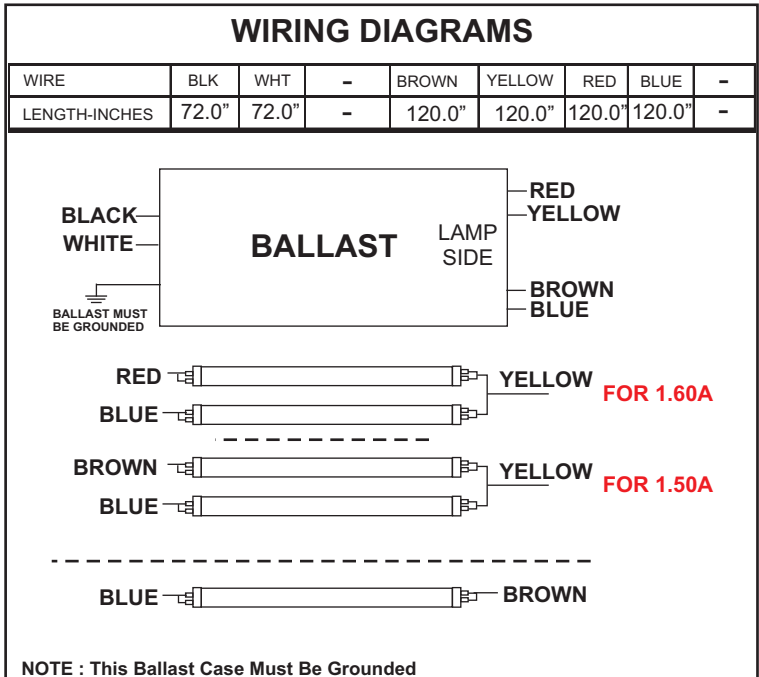 WIRING DIAGRAMS
WIRE BLK WHT - BROWN YELLOW RED BLUE -
LENGTH-INCHES 72.0" 72.0" - 120.0" 120.0" 120.0" 120.0" -
BLACK
WHITE
BALLAST MUST
BE GROUNDED
BALLAST
LAMP
SIDE
RED
YELLOW
BROWN
BLUE
RED YELLOW FOR 1.60A
BLUE
BROWN YELLOW FOR 1.50A
BLUE
BLUE BROWN
NOTE : This Ballast Case Must Be Grounded